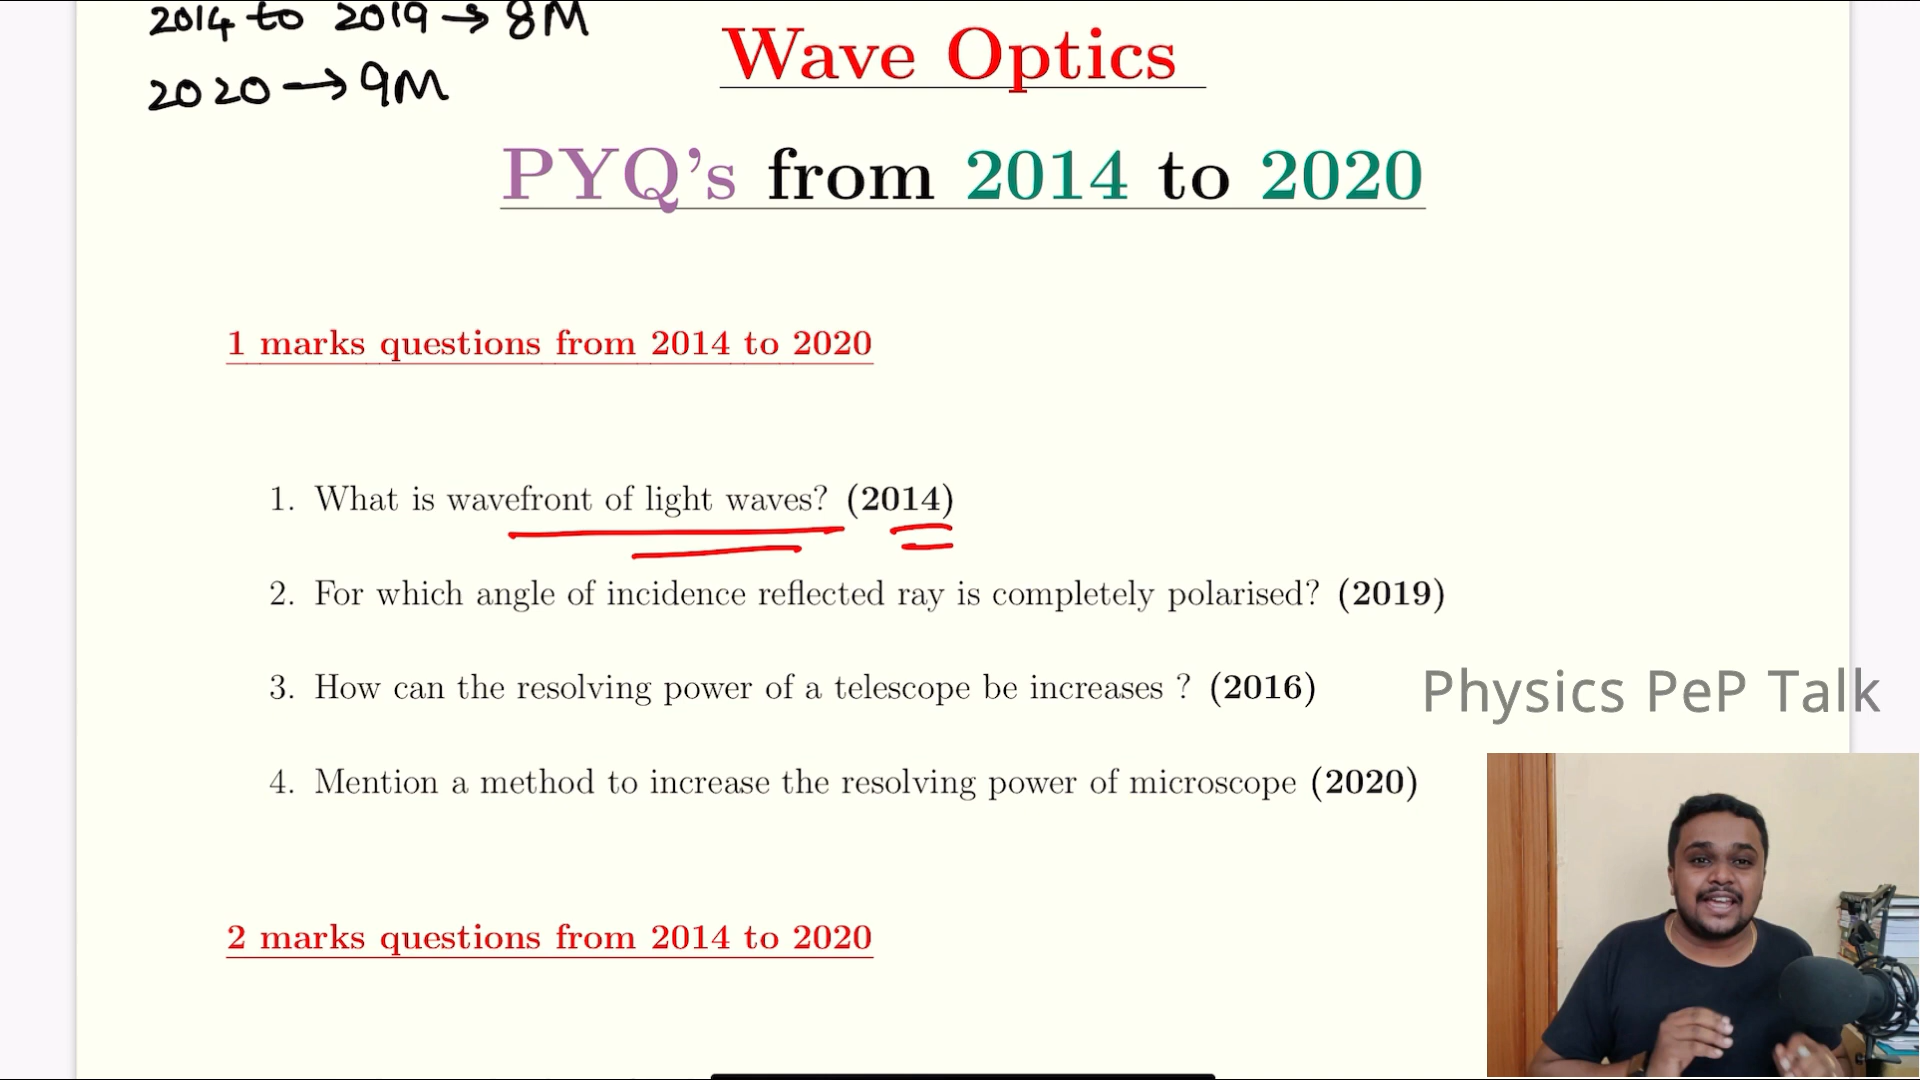 2014 to 2019 → 8M
2020 → 9M
Wave Optics
PYQ's from 2014 to 2020
1 marks questions from 2014 to 2020
1. What is wavefront of light waves? (2014)
2. For which angle of incidence reflected ray is completely polarised? (2019)
3. How can the resolving power of a telescope be increases ? (2016)
Physics PeP Talk
4. Mention a method to increase the resolving power of microscope (2020)
2 marks questions from 2014 to 2020